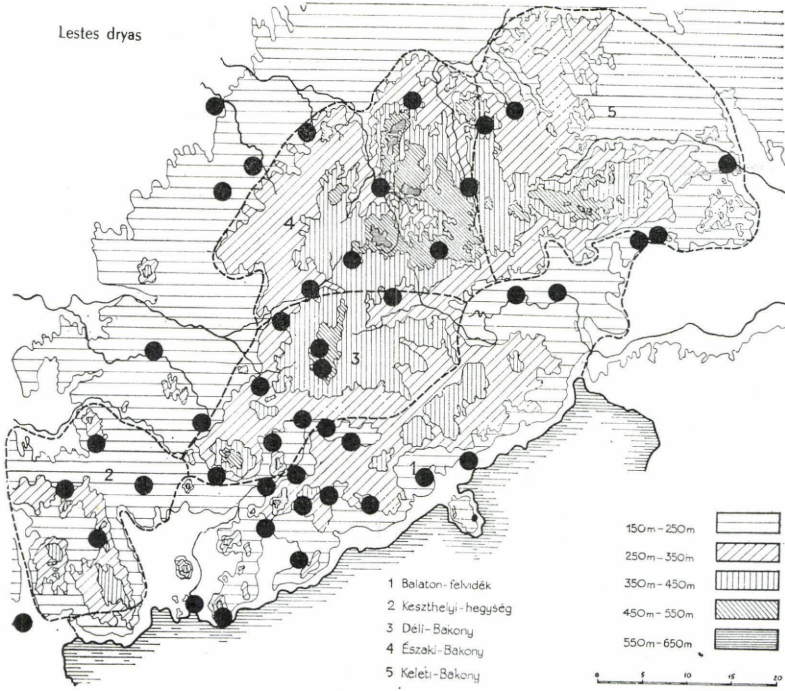 Lestes dryas
5
4
3
2
1
1 Balaton-felvidék
2 Keszthelyi-hegység
3 Déli-Bakony
4 Északi-Bakony
5 Keleti-Bakony
150m-250m
250m-350m
350m-450m
450m-550m
550m-650m
0 5 10 15 20